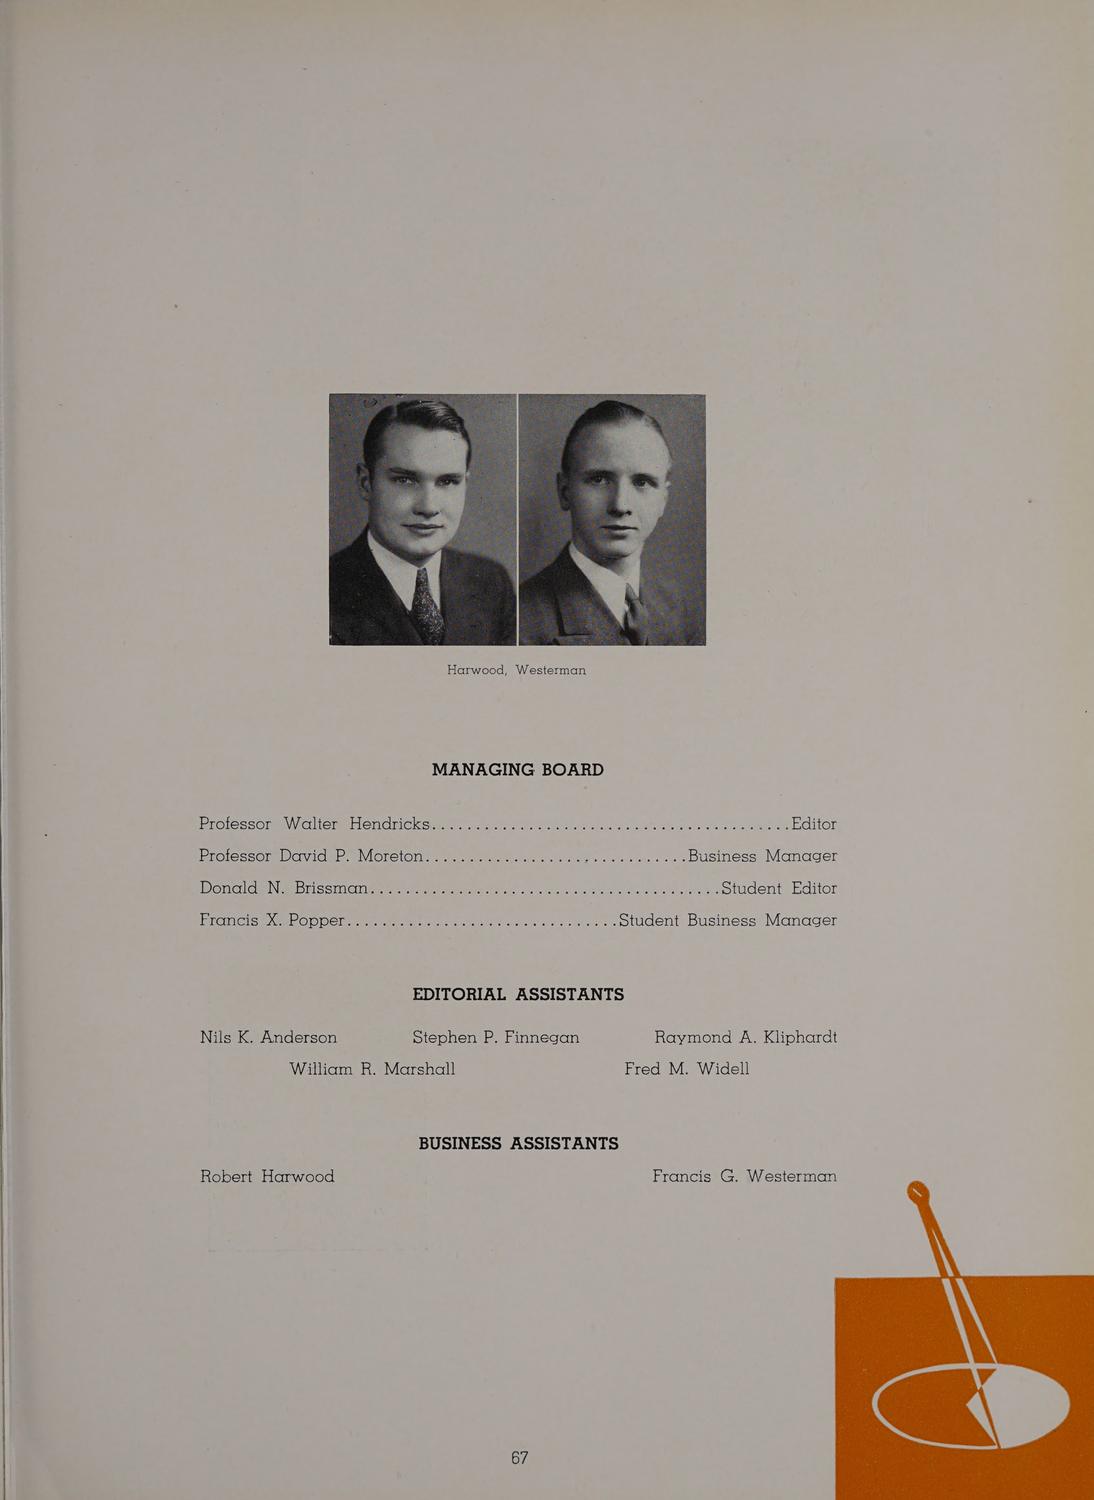 Harwood, Westerman
MANAGING BOARD
Professor Walter Hendricks.........................................Editor
Professor David P. Moreton..............................Business Manager
Donald N. Brissman........................................Student Editor
Francis X. Popper...............................Student Business Manager
EDITORIAL ASSISTANTS
Nils K. Anderson Stephen P. Finnegan Raymond A. Kliphardt
William R. Marshall Fred M. Widell
BUSINESS ASSISTANTS
Robert Harwood Francis G. Westerman
67